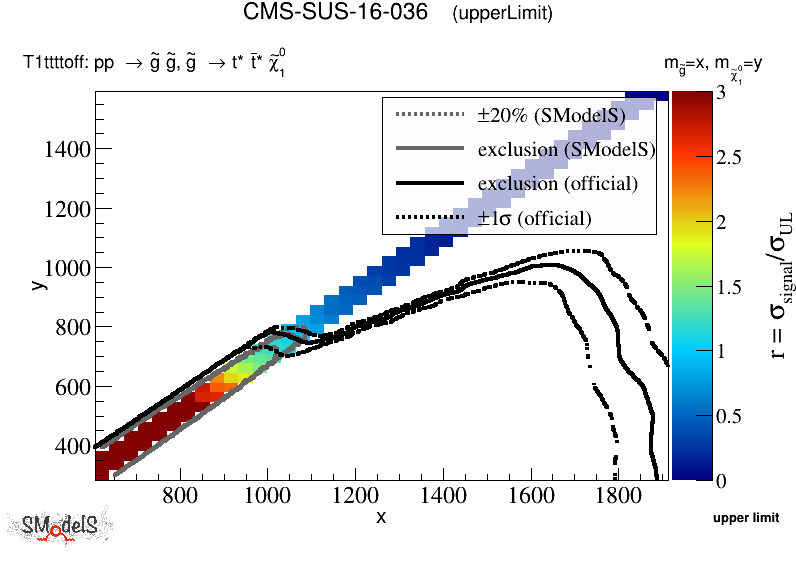 CMS-SUS-16-036 (upperLimit)
T1ttttoff: pp → g̃ g̃, g̃ → t* t̄* χ̃₁⁰
m_g̃=x, m_χ̃₁⁰=y
±20% (SModelS)
exclusion (SModelS)
exclusion (official)
±1σ (official)
y
1400
1200
1000
800
600
400
800 1000 1200 1400 1600 1800
x
3
2.5
2
1.5
1
0.5
0
r = σ_signal/σ_UL
SModelS
upper limit